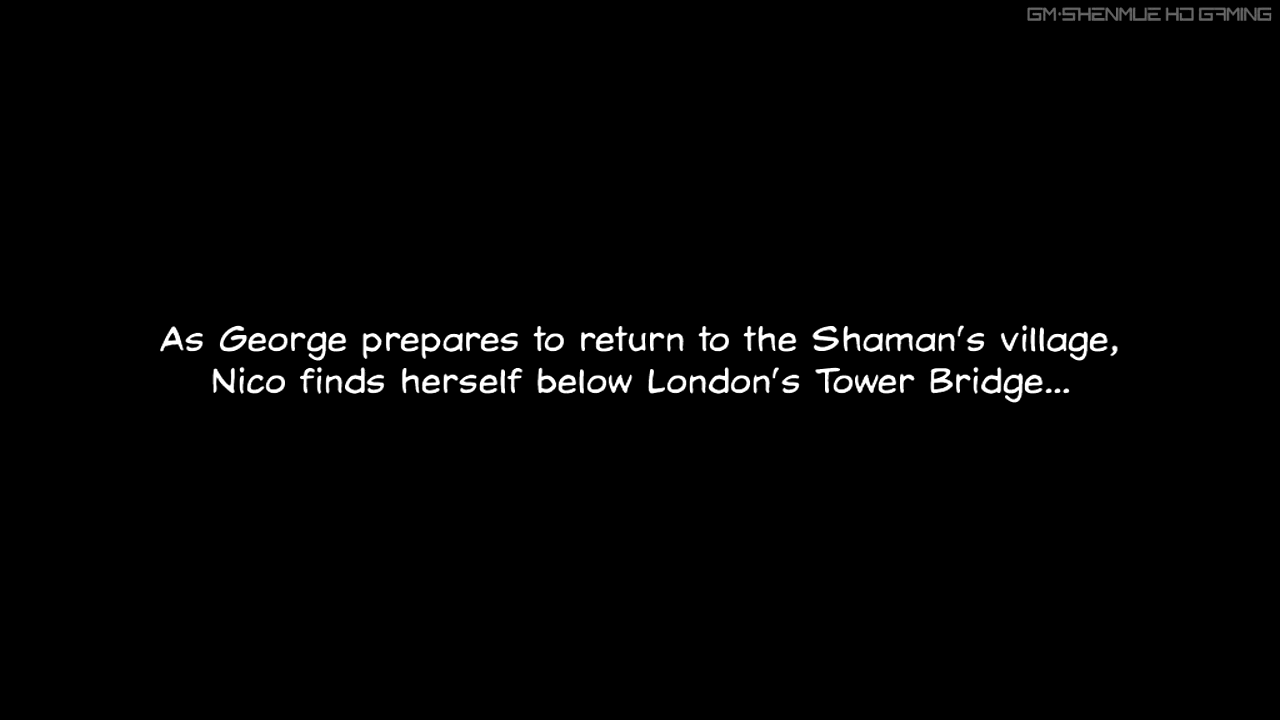 GM·SHENMUE HD GAMING
As George prepares to return to the Shaman's village,
Nico finds herself below London's Tower Bridge...